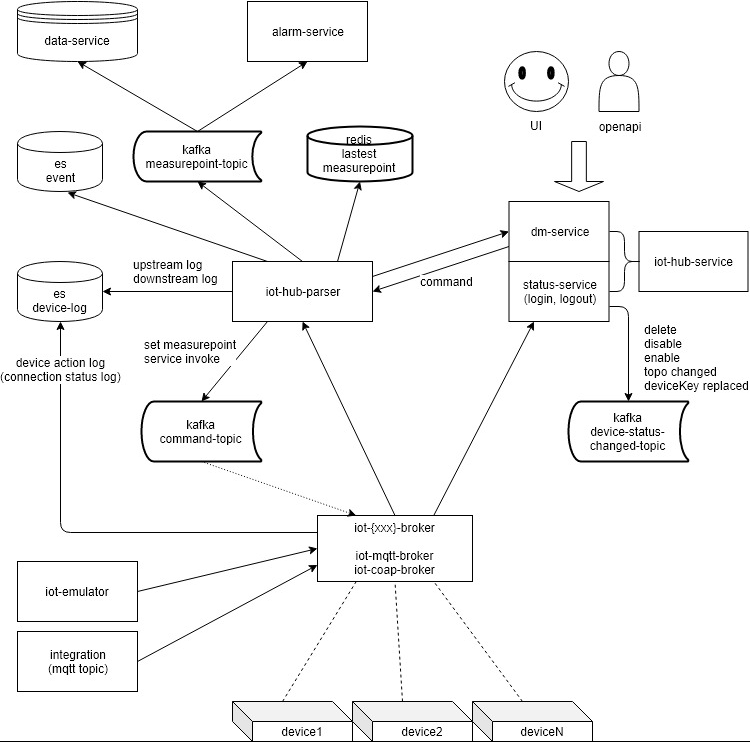 data-service
alarm-service
UI
openapi
kafka
measurepoint-topic
redis
lastest
measurepoint
es
event
dm-service
iot-hub-service
status-service
(login, logout)
upstream log
downstream log
iot-hub-parser
command
es
device-log
delete
disable
enable
topo changed
deviceKey replaced
set measurepoint
service invoke
device action log
(connection status log)
kafka
command-topic
kafka
device-status-
changed-topic
iot-{xxx}-broker
iot-mqtt-broker
iot-coap-broker
iot-emulator
integration
(mqtt topic)
device1
device2
deviceN